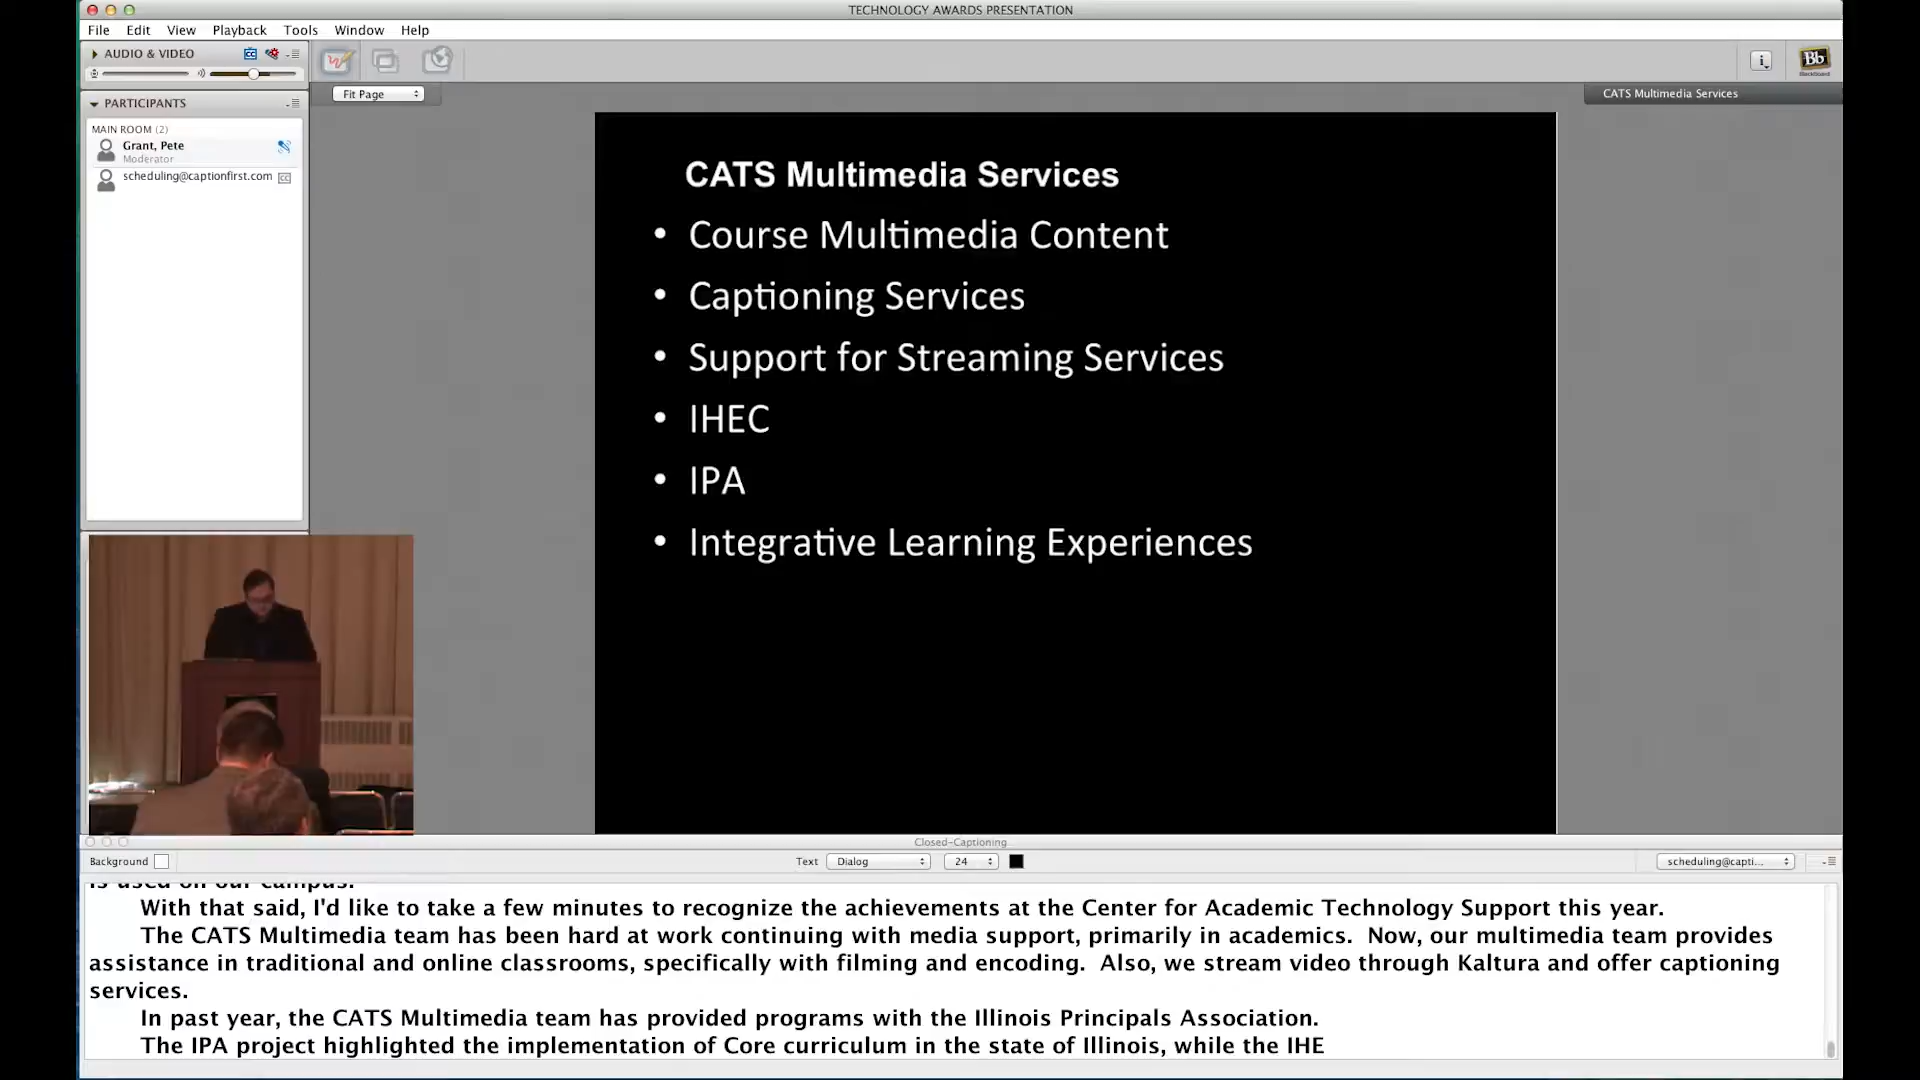 TECHNOLOGY AWARDS PRESENTATION
File Edit View Playback Tools Window Help
AUDIO & VIDEO
Fit Page
CATS Multimedia Services
PARTICIPANTS
MAIN ROOM (2)
Grant, Pete
Moderator
scheduling@captionfirst.com
Bb
CATS Multimedia Services
• Course Multimedia Content
• Captioning Services
• Support for Streaming Services
• IHEC
• IPA
• Integrative Learning Experiences
Closed-Captioning
Background
Text Dialog 24
scheduling@capti...
is used on our campus.
With that said, I'd like to take a few minutes to recognize the achievements at the Center for Academic Technology Support this year.
The CATS Multimedia team has been hard at work continuing with media support, primarily in academics. Now, our multimedia team provides
assistance in traditional and online classrooms, specifically with filming and encoding. Also, we stream video through Kaltura and offer captioning
services.
In past year, the CATS Multimedia team has provided programs with the Illinois Principals Association.
The IPA project highlighted the implementation of Core curriculum in the state of Illinois, while the IHE